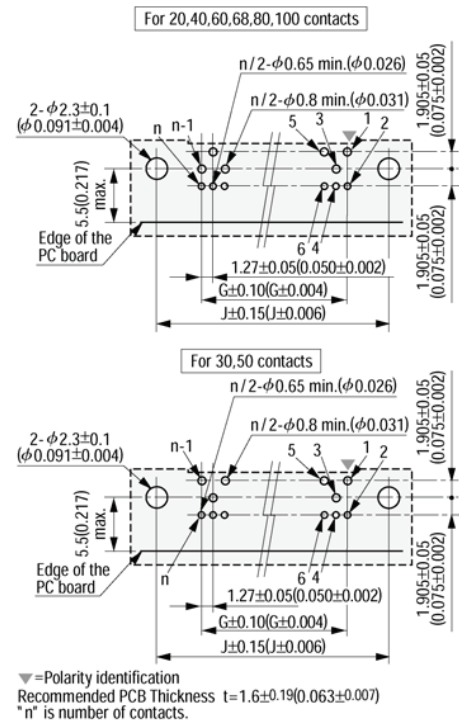 For 20,40,60,68,80,100 contacts
n/2-ϕ0.65 min.(ϕ0.026)
n/2-ϕ0.8 min.(ϕ0.031)
2-ϕ2.3±0.1
(ϕ0.091±0.004)
n
n-1
5
3
1
2
1.905±0.05
(0.075±0.002)
5.5(0.217)
max.
Edge of the
PC board
6
4
1.905±0.05
(0.075±0.002)
1.27±0.05(0.050±0.002)
G±0.10(G±0.004)
J±0.15(J±0.006)
For 30,50 contacts
n/2-ϕ0.65 min.(ϕ0.026)
n/2-ϕ0.8 min.(ϕ0.031)
2-ϕ2.3±0.1
(ϕ0.091±0.004)
n-1
5
3
1
2
1.905±0.05
(0.075±0.002)
5.5(0.217)
max.
Edge of the
PC board
n
6
4
1.905±0.05
(0.075±0.002)
1.27±0.05(0.050±0.002)
G±0.10(G±0.004)
J±0.15(J±0.006)
▼=Polarity identification
Recommended PCB Thickness t=1.6±0.19(0.063±0.007)
"n" is number of contacts.